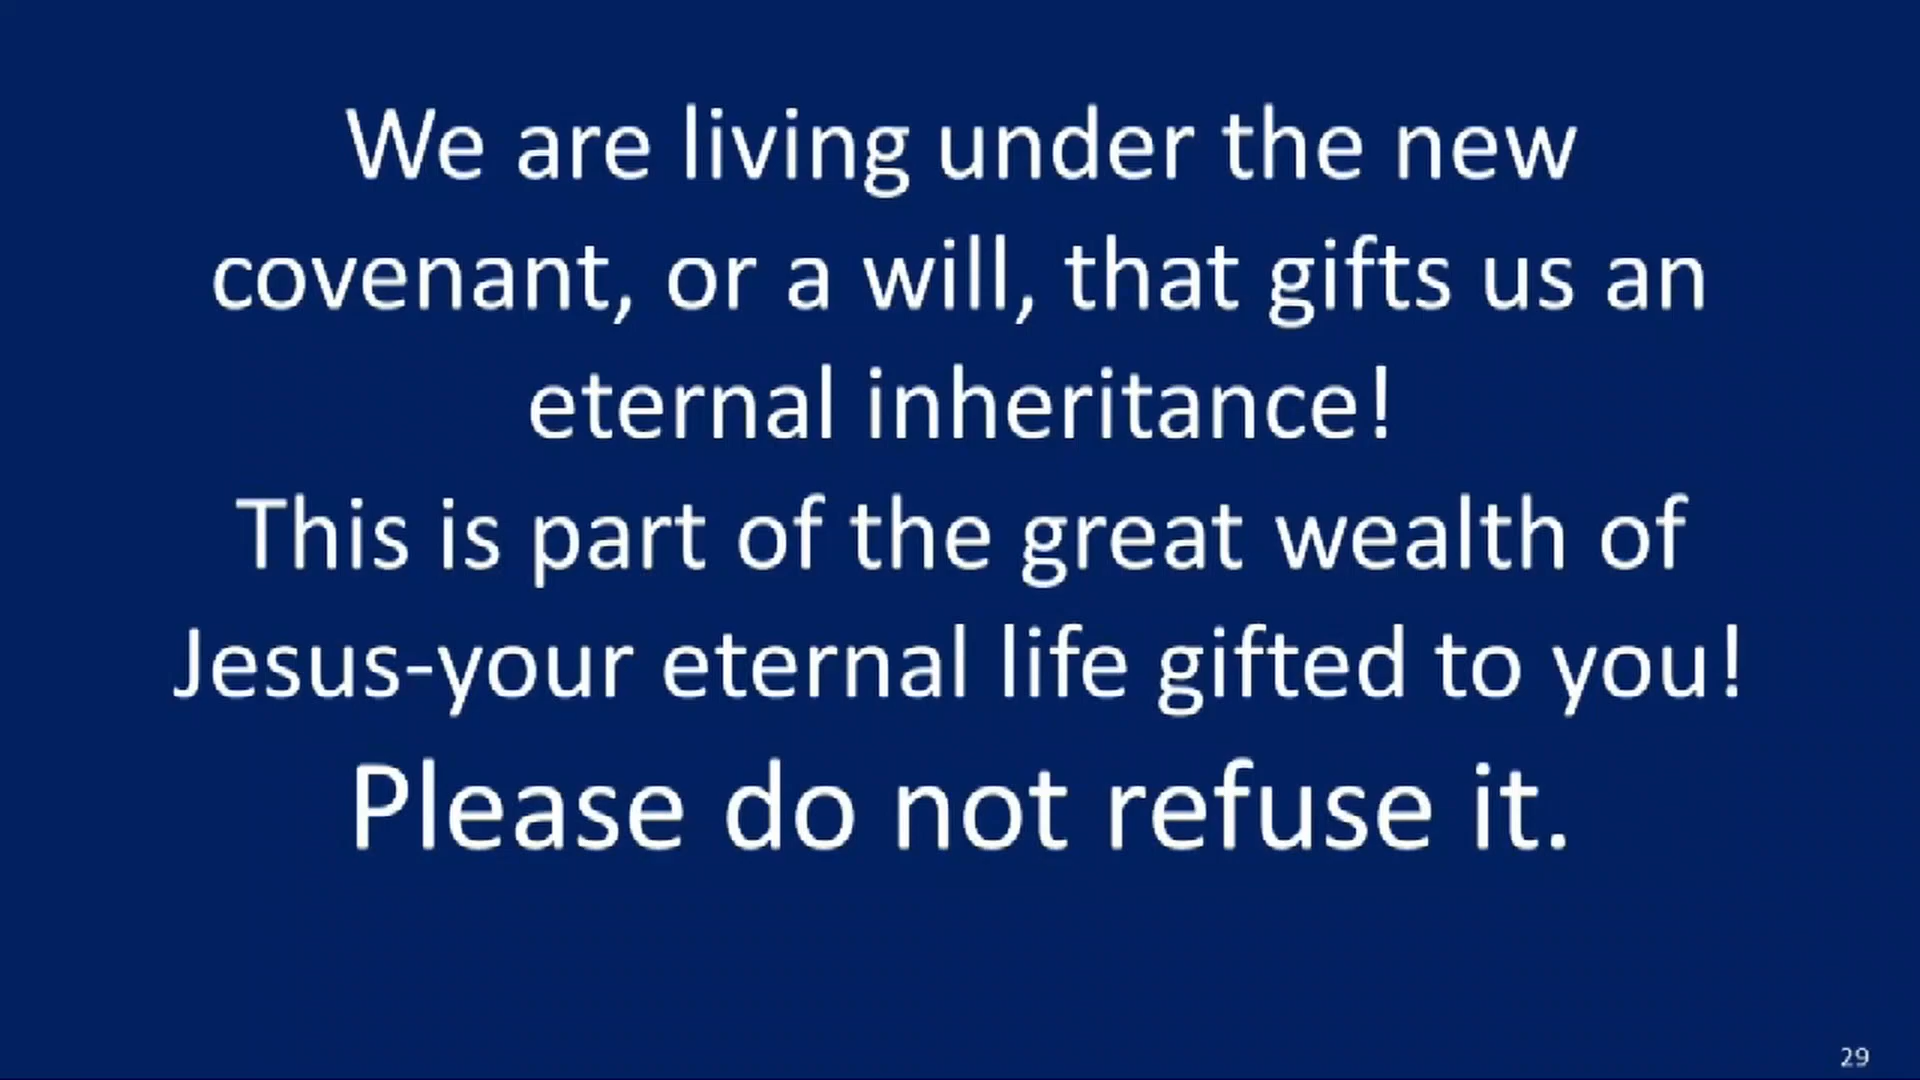 We are living under the new
covenant, or a will, that gifts us an
eternal inheritance!
This is part of the great wealth of
Jesus-your eternal life gifted to you!
Please do not refuse it.
29